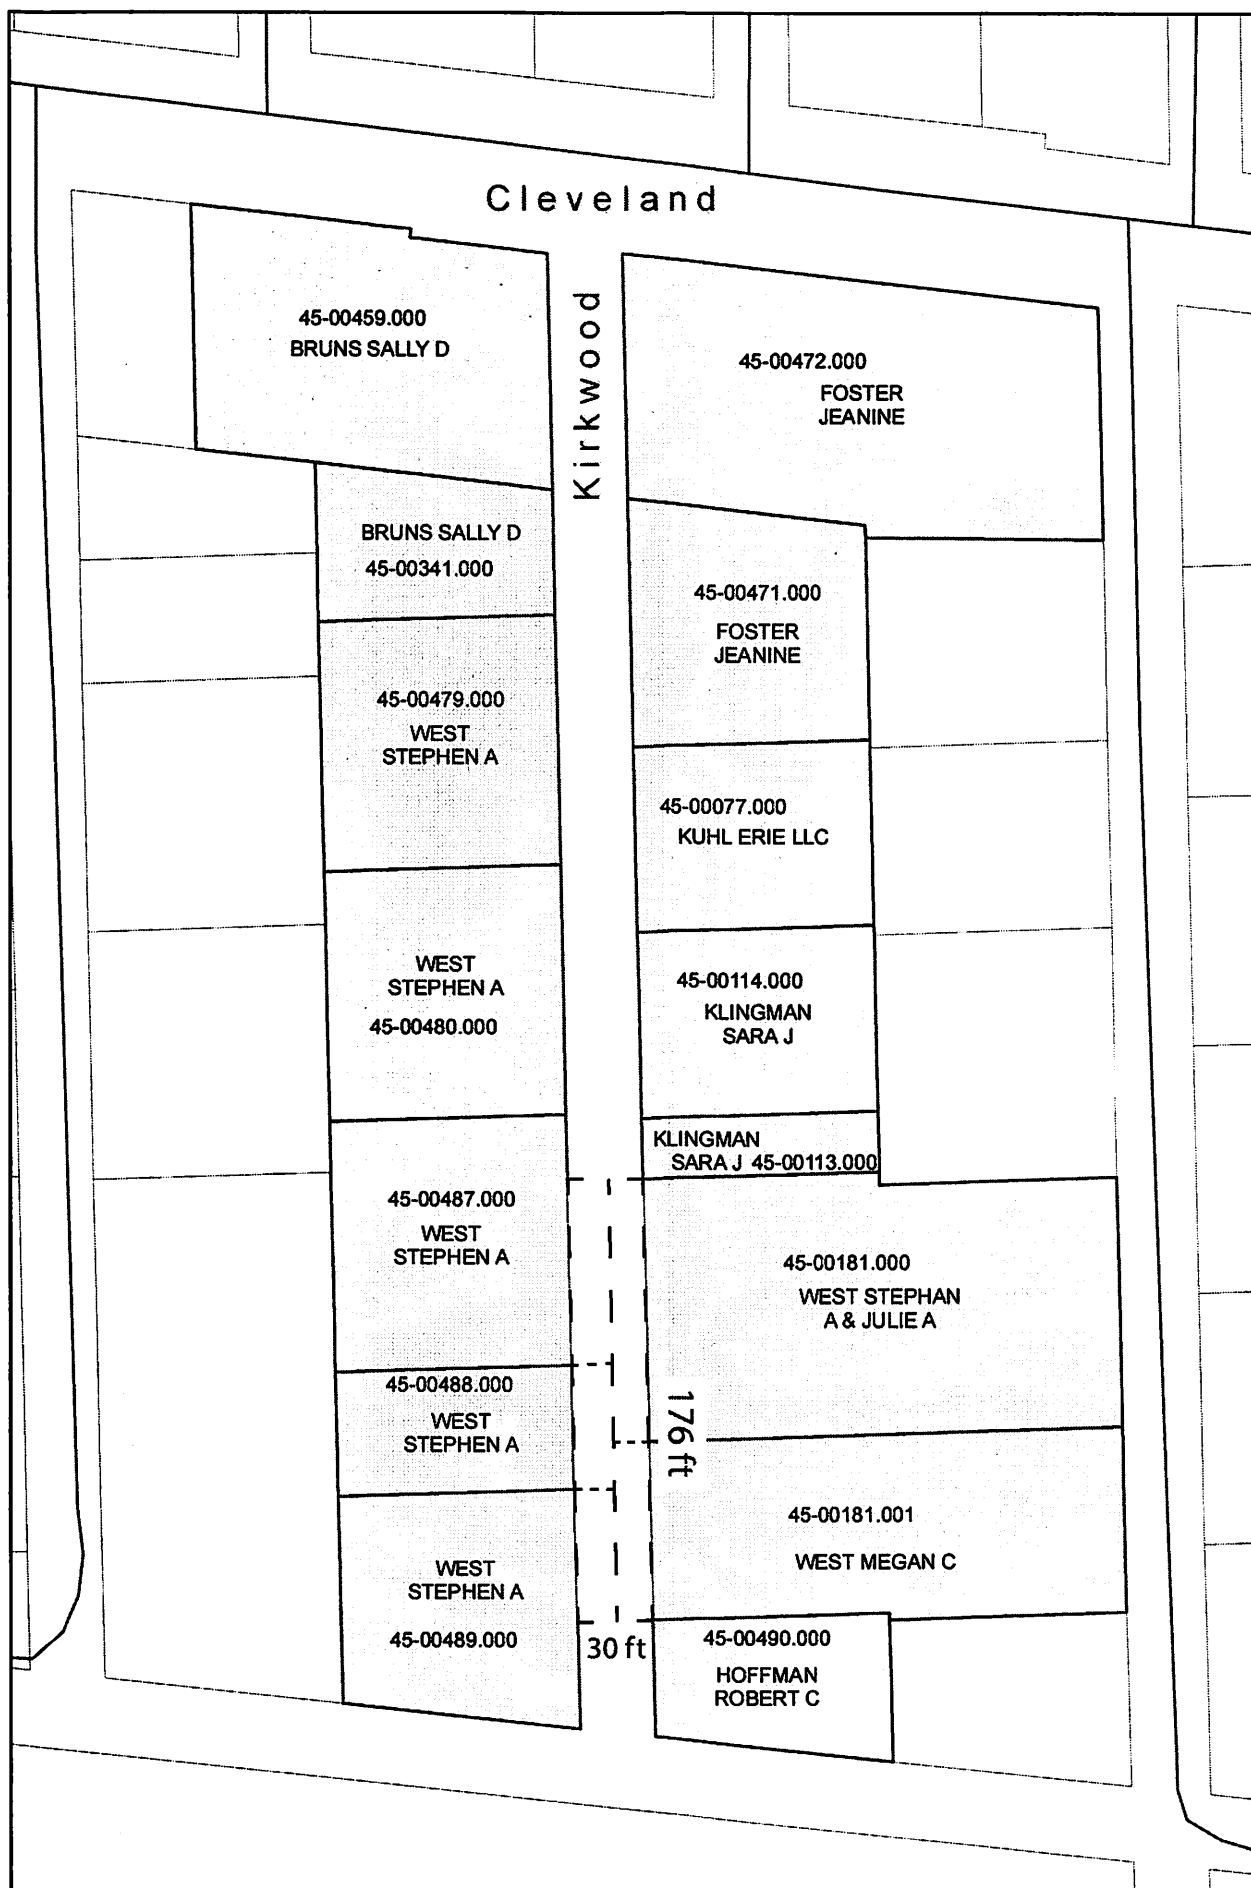 Cleveland
Kirkwood
45-00459.000
BRUNS SALLY D
45-00472.000
FOSTER
JEANINE
BRUNS SALLY D
45-00341.000
45-00471.000
FOSTER
JEANINE
45-00479.000
WEST
STEPHEN A
45-00077.000
KUHL ERIE LLC
WEST
STEPHEN A
45-00480.000
45-00114.000
KLINGMAN
SARA J
KLINGMAN
SARA J 45-00113.000
45-00487.000
WEST
STEPHEN A
45-00181.000
WEST STEPHAN
A & JULIE A
45-00488.000
WEST
STEPHEN A
176 ft
45-00181.001
WEST MEGAN C
WEST
STEPHEN A
45-00489.000
30 ft
45-00490.000
HOFFMAN
ROBERT C